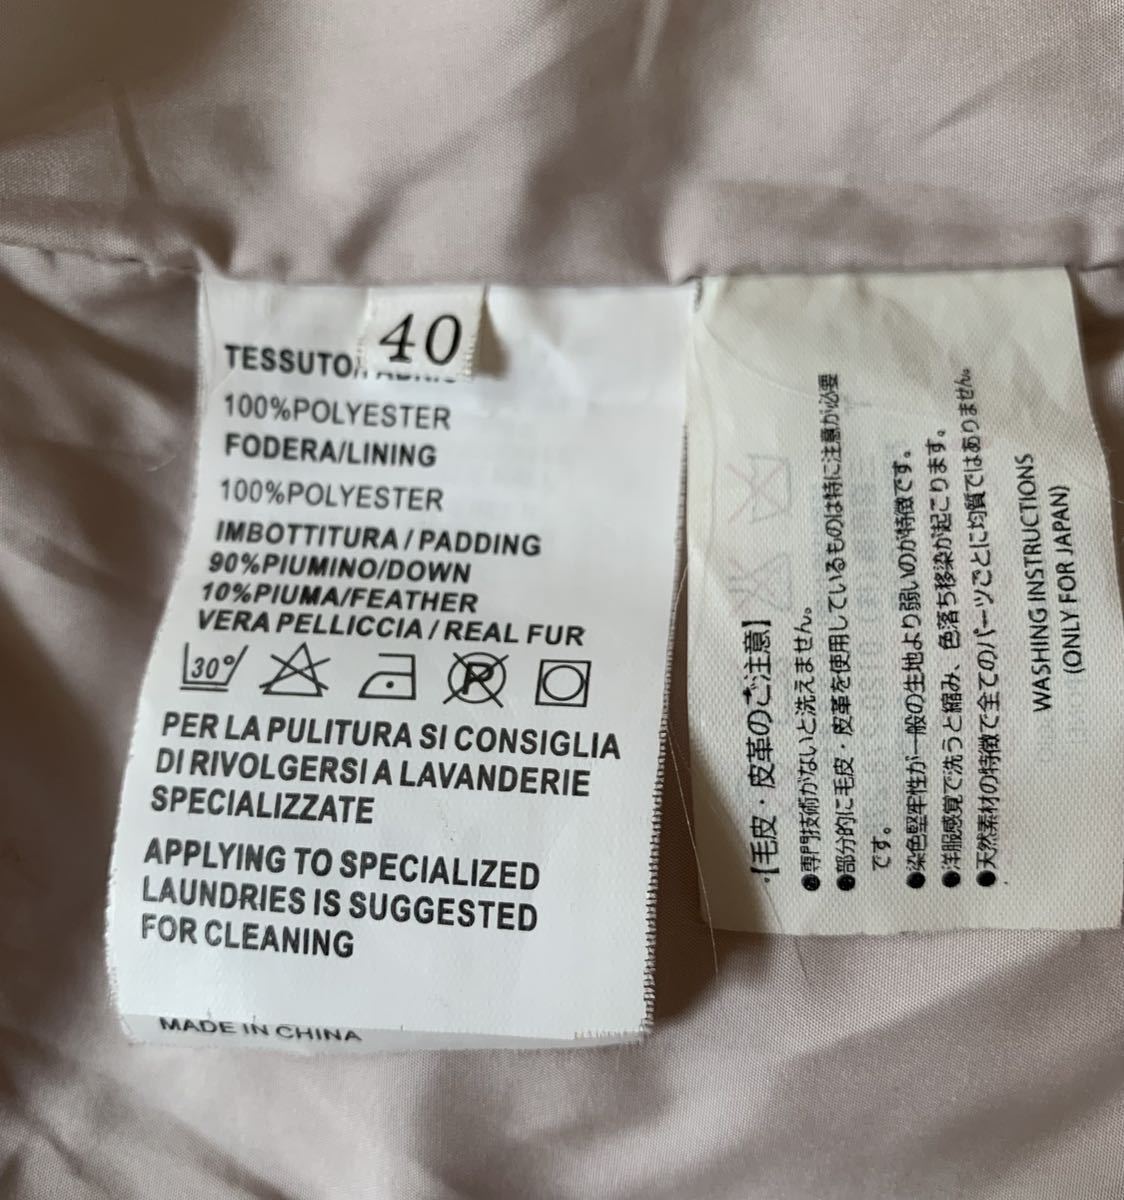 40
TESSUTO/FABRIC
100%POLYESTER
FODERA/LINING
100%POLYESTER
IMBOTTITURA/PADDING
90%PIUMINO/DOWN
10%PIUMA/FEATHER
VERA PELLICCIA/REAL FUR
30°
P
PER LA PULITURA SI CONSIGLIA
DI RIVOLGERSI A LAVANDERIE
SPECIALIZZATE
APPLYING TO SPECIALIZED
LAUNDRIES IS SUGGESTED
FOR CLEANING
MADE IN CHINA
【毛皮・皮革のご注意】
●専門技術がないと洗えません。
●部分的に毛皮・皮革を使用しているものは特に注意が必要
です。
●染色堅牢性が一般の生地より弱いのが特徴です。
●洋服感覚で洗うと縮み、色落ち移染が起こります。
●天然素材の特徴で全てのパーツごとに均質ではありません。
WASHING INSTRUCTIONS
(ONLY FOR JAPAN)